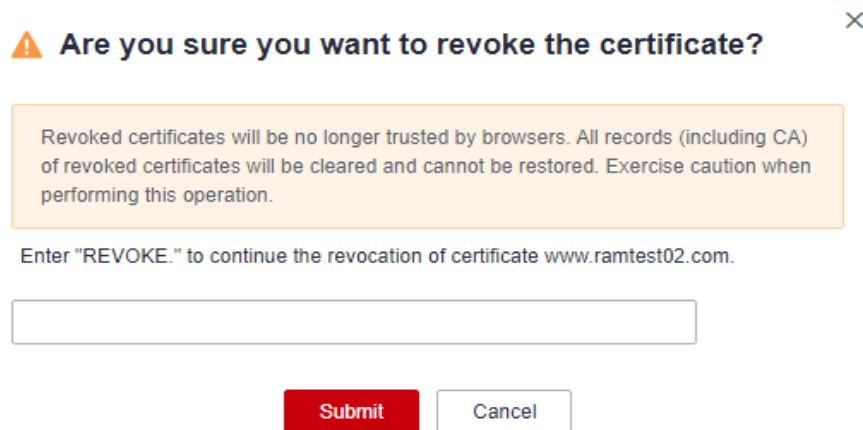 Are you sure you want to revoke the certificate?
Revoked certificates will be no longer trusted by browsers. All records (including CA)
of revoked certificates will be cleared and cannot be restored. Exercise caution when
performing this operation.
Enter "REVOKE." to continue the revocation of certificate www.ramtest02.com.
Submit Cancel